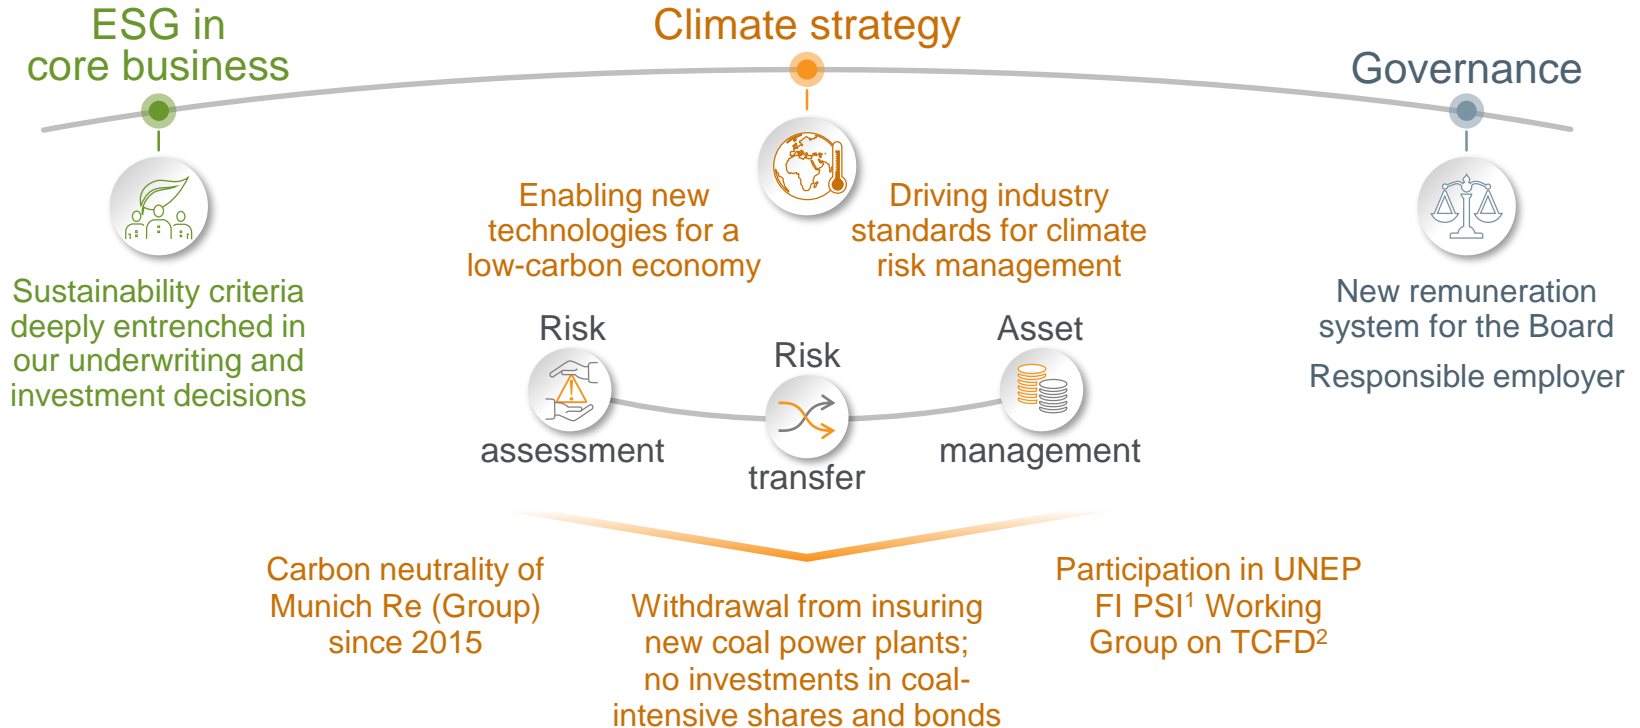 ESG in
core business
Sustainability criteria
deeply entrenched in
our underwriting and
investment decisions
Climate strategy
Enabling new
technologies for a
low-carbon economy
Driving industry
standards for climate
risk management
Risk
assessment
Risk
transfer
Asset
management
Carbon neutrality of
Munich Re (Group)
since 2015
Withdrawal from insuring
new coal power plants;
no investments in coal-
intensive shares and bonds
Participation in UNEP
FI PSI¹ Working
Group on TCFD²
Governance
New remuneration
system for the Board
Responsible employer